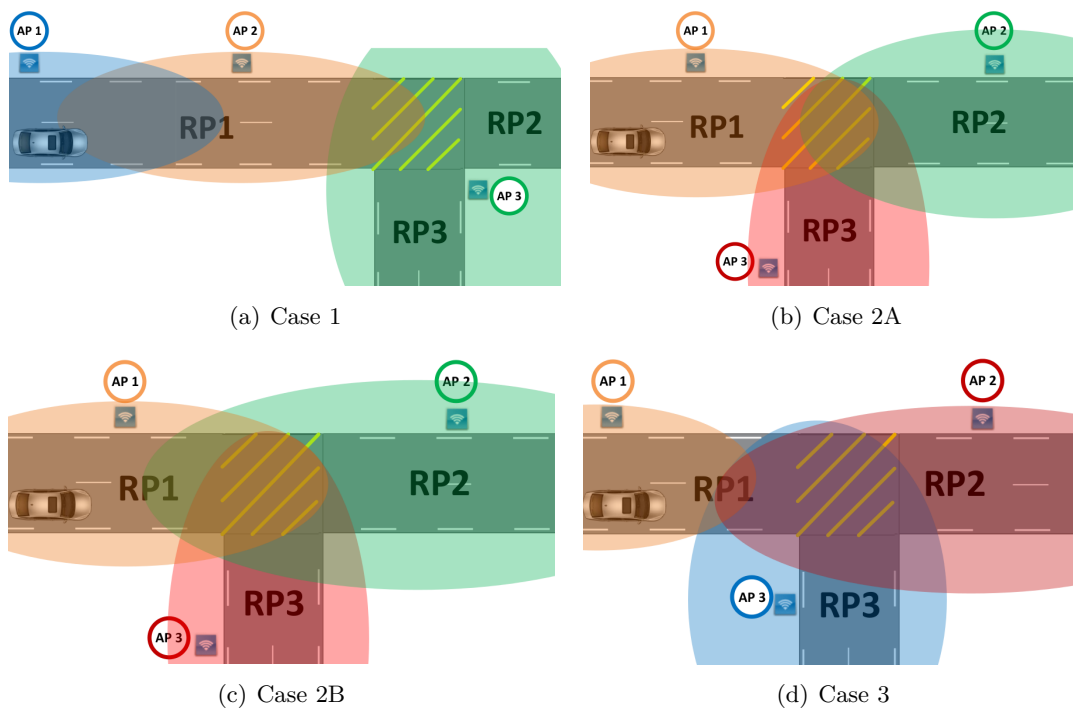 AP 1
AP 2
RP1
RP2
AP 3
RP3
(a) Case 1
AP 1
AP 2
RP1
RP2
RP3
AP 3
(b) Case 2A
AP 1
AP 2
RP1
RP2
RP3
AP 3
(c) Case 2B
AP 1
AP 2
RP1
RP2
AP 3
RP3
(d) Case 3